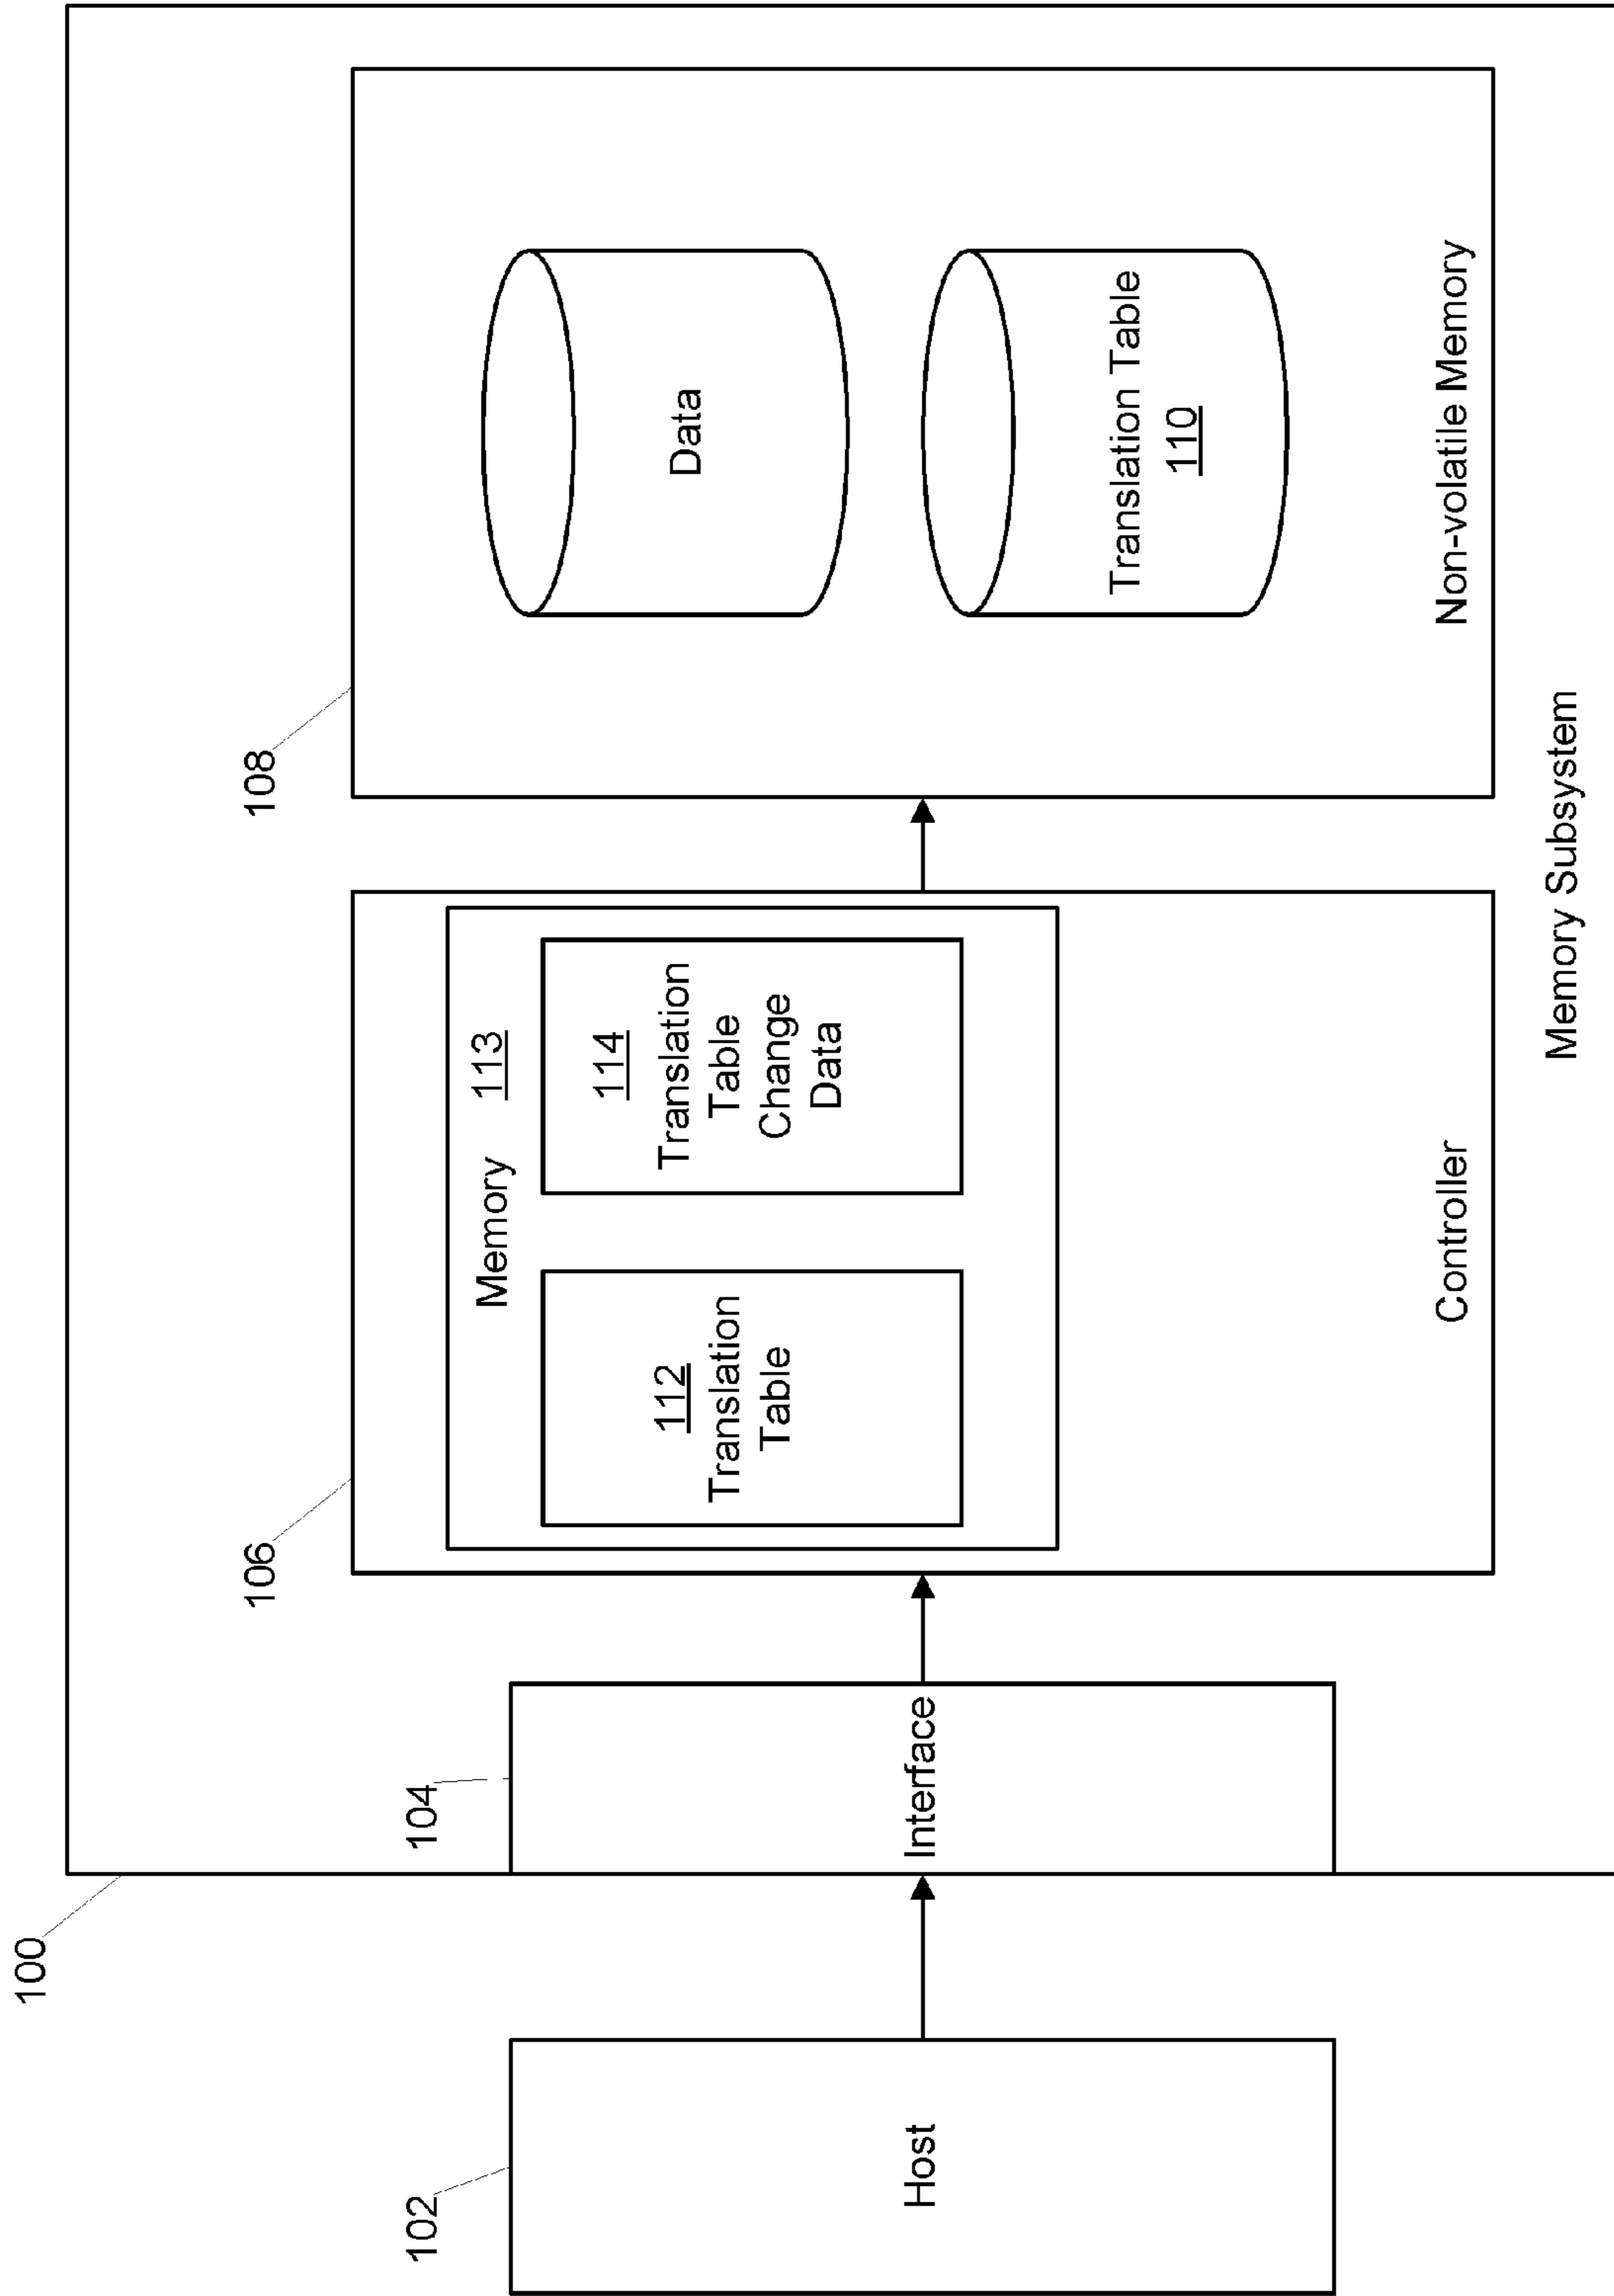 100
102
Host
104
Interface
106
Memory 113
112
Translation
Table
114
Translation
Table
Change
Data
Controller
108
Data
Translation Table
110
Non-volatile Memory
Memory Subsystem